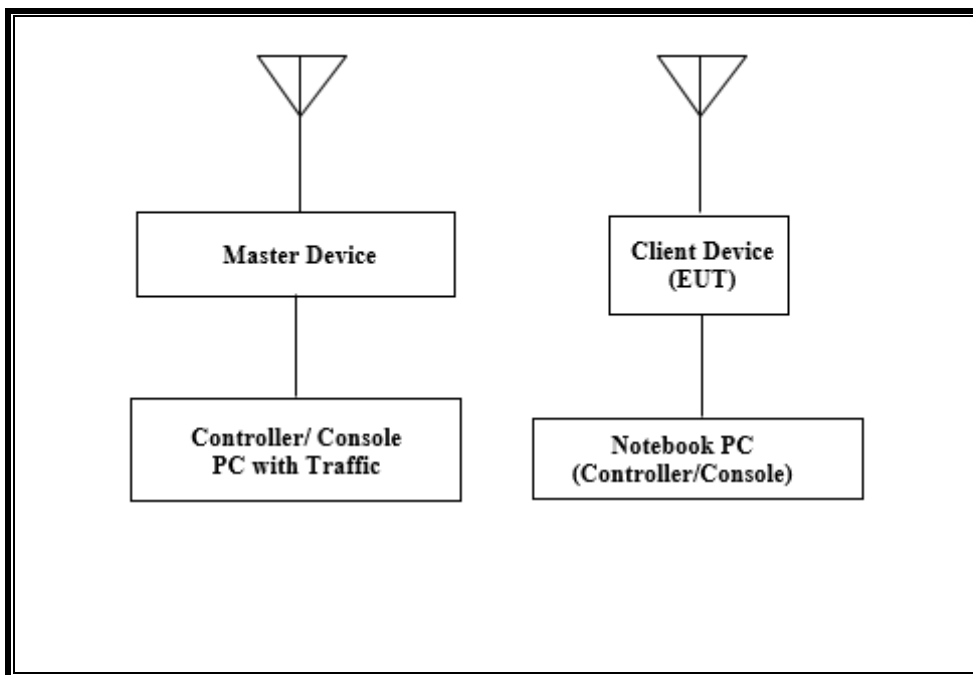 Master Device
Client Device
(EUT)
Controller/ Console
PC with Traffic
Notebook PC
(Controller/Console)